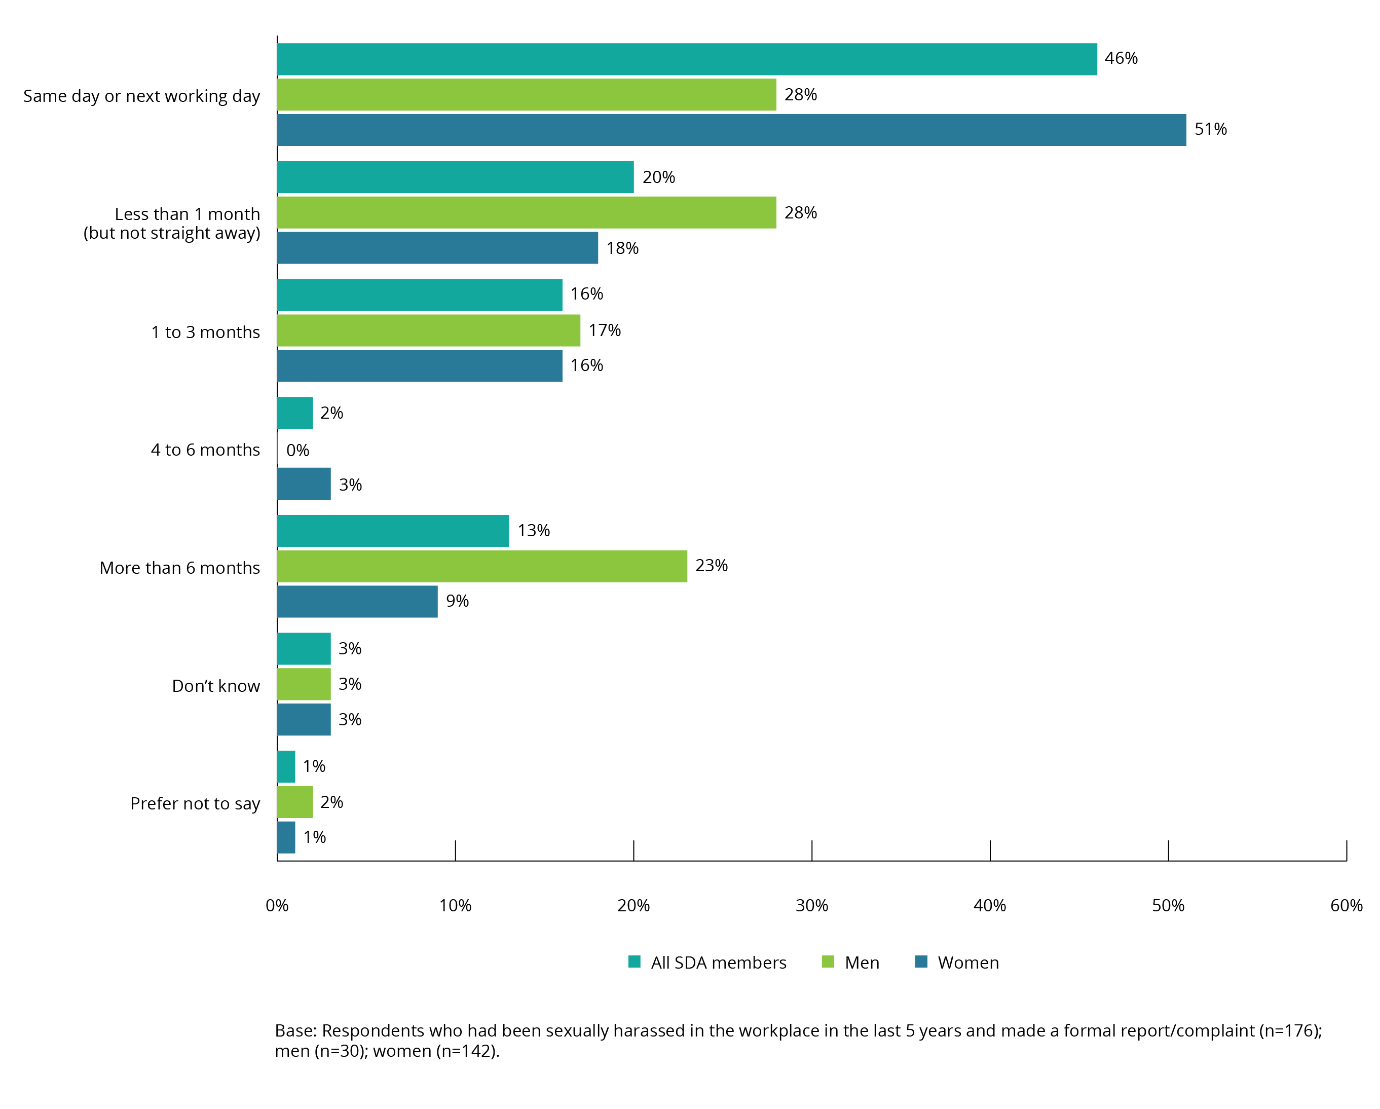 Same day or next working day
46%
28%
51%
Less than 1 month
(but not straight away)
20%
28%
18%
1 to 3 months
16%
17%
16%
4 to 6 months
2%
0%
3%
More than 6 months
13%
23%
9%
Don’t know
3%
3%
3%
Prefer not to say
1%
2%
1%
0% 10% 20% 30% 40% 50% 60%
All SDA members Men Women
Base: Respondents who had been sexually harassed in the workplace in the last 5 years and made a formal report/complaint (n=176);
men (n=30); women (n=142).